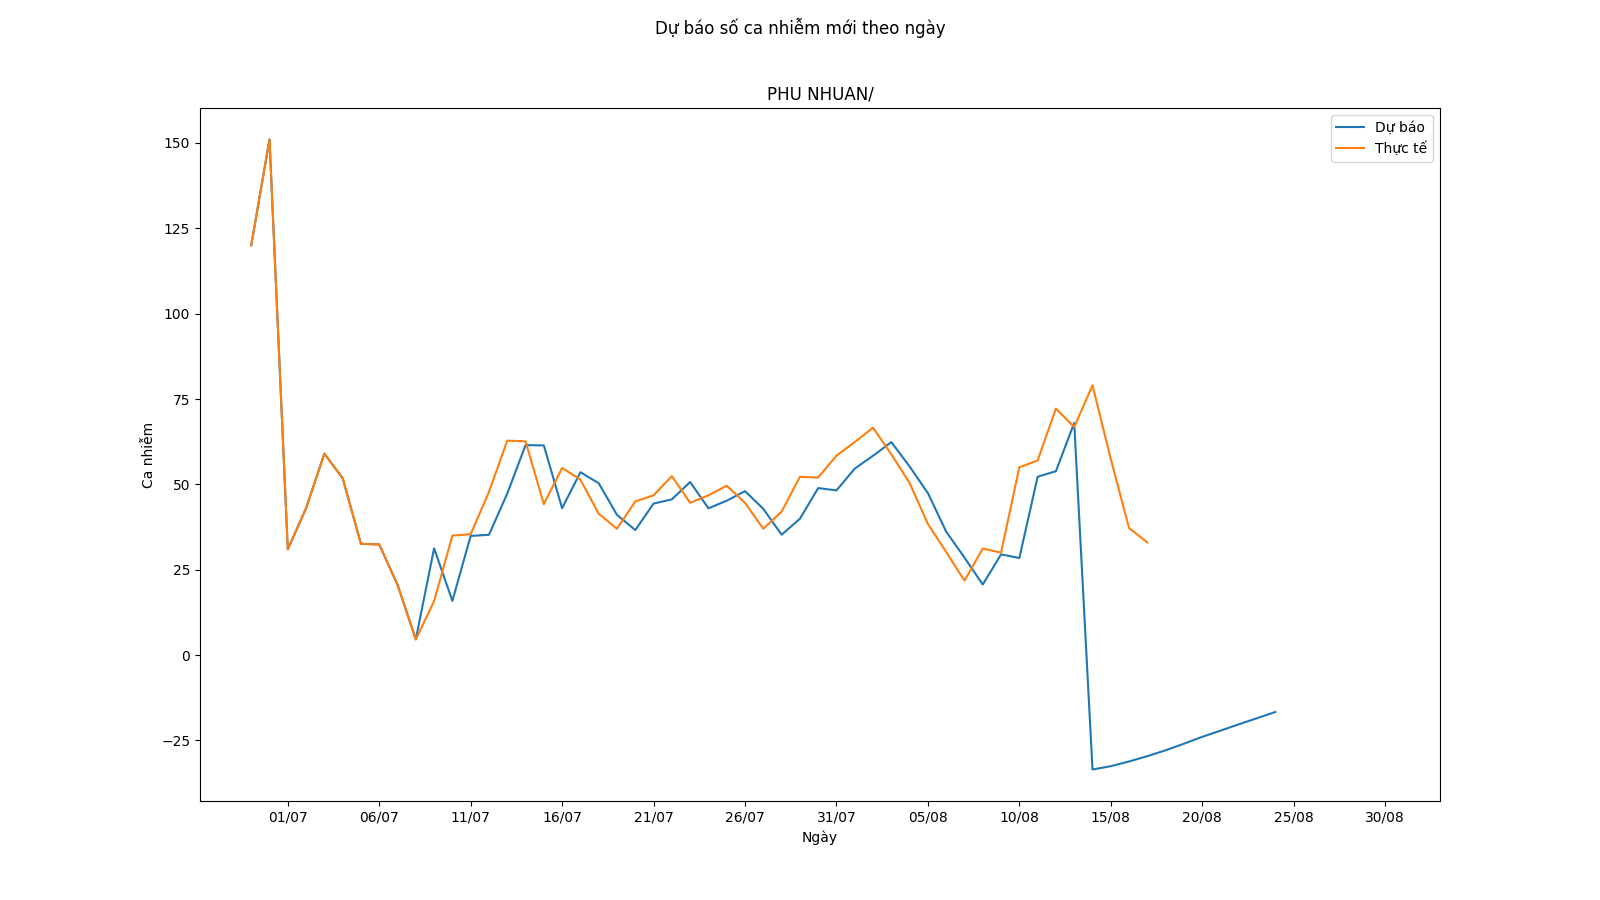 Dự báo số ca nhiễm mới theo ngày
PHU NHUAN/
Dự báo
Thực tế
150
125
100
75
50
25
0
−25
Ca nhiễm
01/07 06/07 11/07 16/07 21/07 26/07 31/07 05/08 10/08 15/08 20/08 25/08 30/08
Ngày